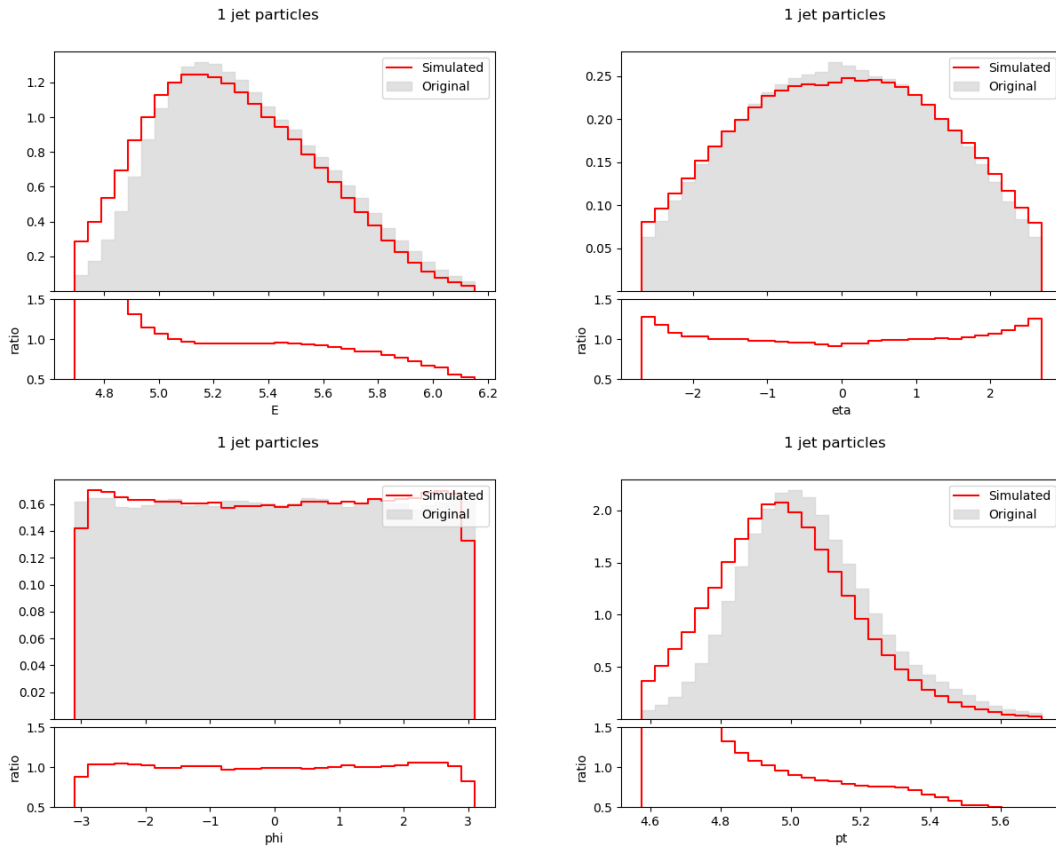 1 jet particles
1.2
1.0
0.8
0.6
0.4
0.2
Simulated
Original
1.5
1.0
0.5
ratio
4.8 5.0 5.2 5.4 5.6 5.8 6.0 6.2
E
1 jet particles
0.25
0.20
0.15
0.10
0.05
Simulated
Original
1.5
1.0
0.5
ratio
−2 −1 0 1 2
eta
1 jet particles
0.16
0.14
0.12
0.10
0.08
0.06
0.04
0.02
Simulated
Original
1.5
1.0
0.5
ratio
−3 −2 −1 0 1 2 3
phi
1 jet particles
2.0
1.5
1.0
0.5
Simulated
Original
1.5
1.0
0.5
ratio
4.6 4.8 5.0 5.2 5.4 5.6
pt